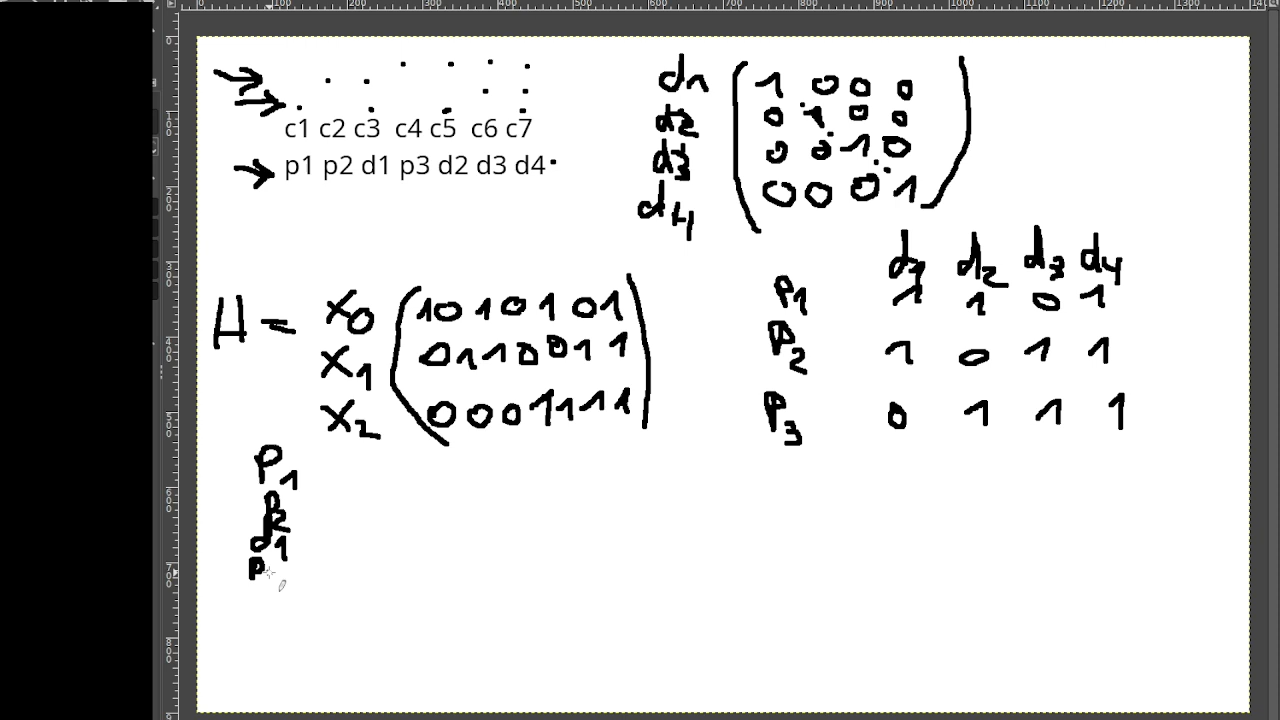 c1 c2 c3 c4 c5 c6 c7
p1 p2 d1 p3 d2 d3 d4
d1 1 0 0 0
d2 0 1 0 0
d3 0 0 1 0
d4 0 0 0 1
H = x0 1 0 1 0 1 0 1
x1 0 1 1 0 0 1 1
x2 0 0 0 1 1 1 1
d1 d2 d3 d4
P1 1 1 0 1
P2 1 0 1 1
P3 0 1 1 1
P1
P2
d1
P